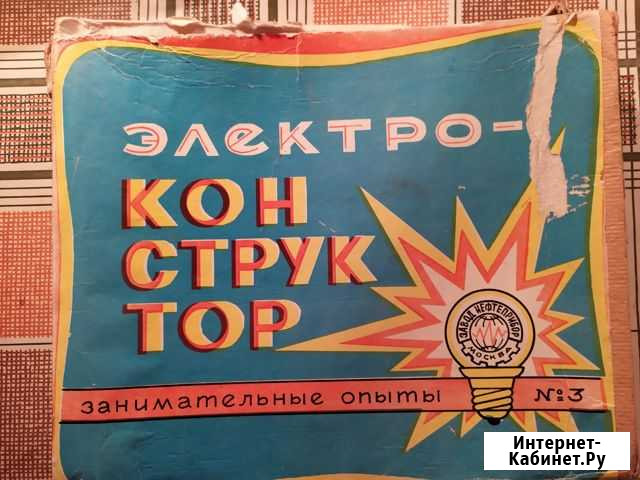 электро-
КОН
СТРУК
ТОР
ЗАВОД НЕФТЕПРИБОР
МОСКВА
занимательные опыты №3
Интернет-
Кабинет.Ру